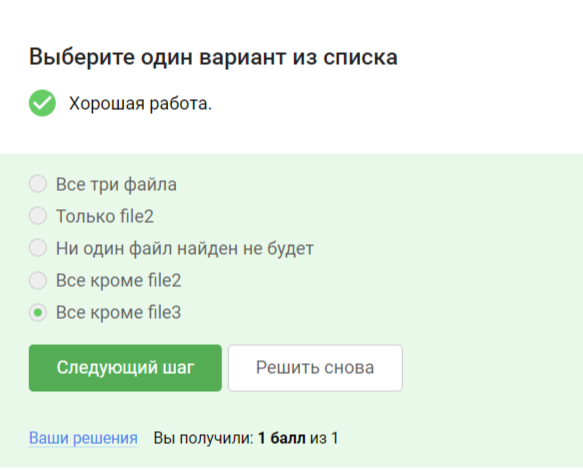 Выберите один вариант из списка
Хорошая работа.
Все три файла
Только file2
Ни один файл найден не будет
Все кроме file2
Все кроме file3
Следующий шаг Решить снова
Ваши решения Вы получили: 1 балл из 1